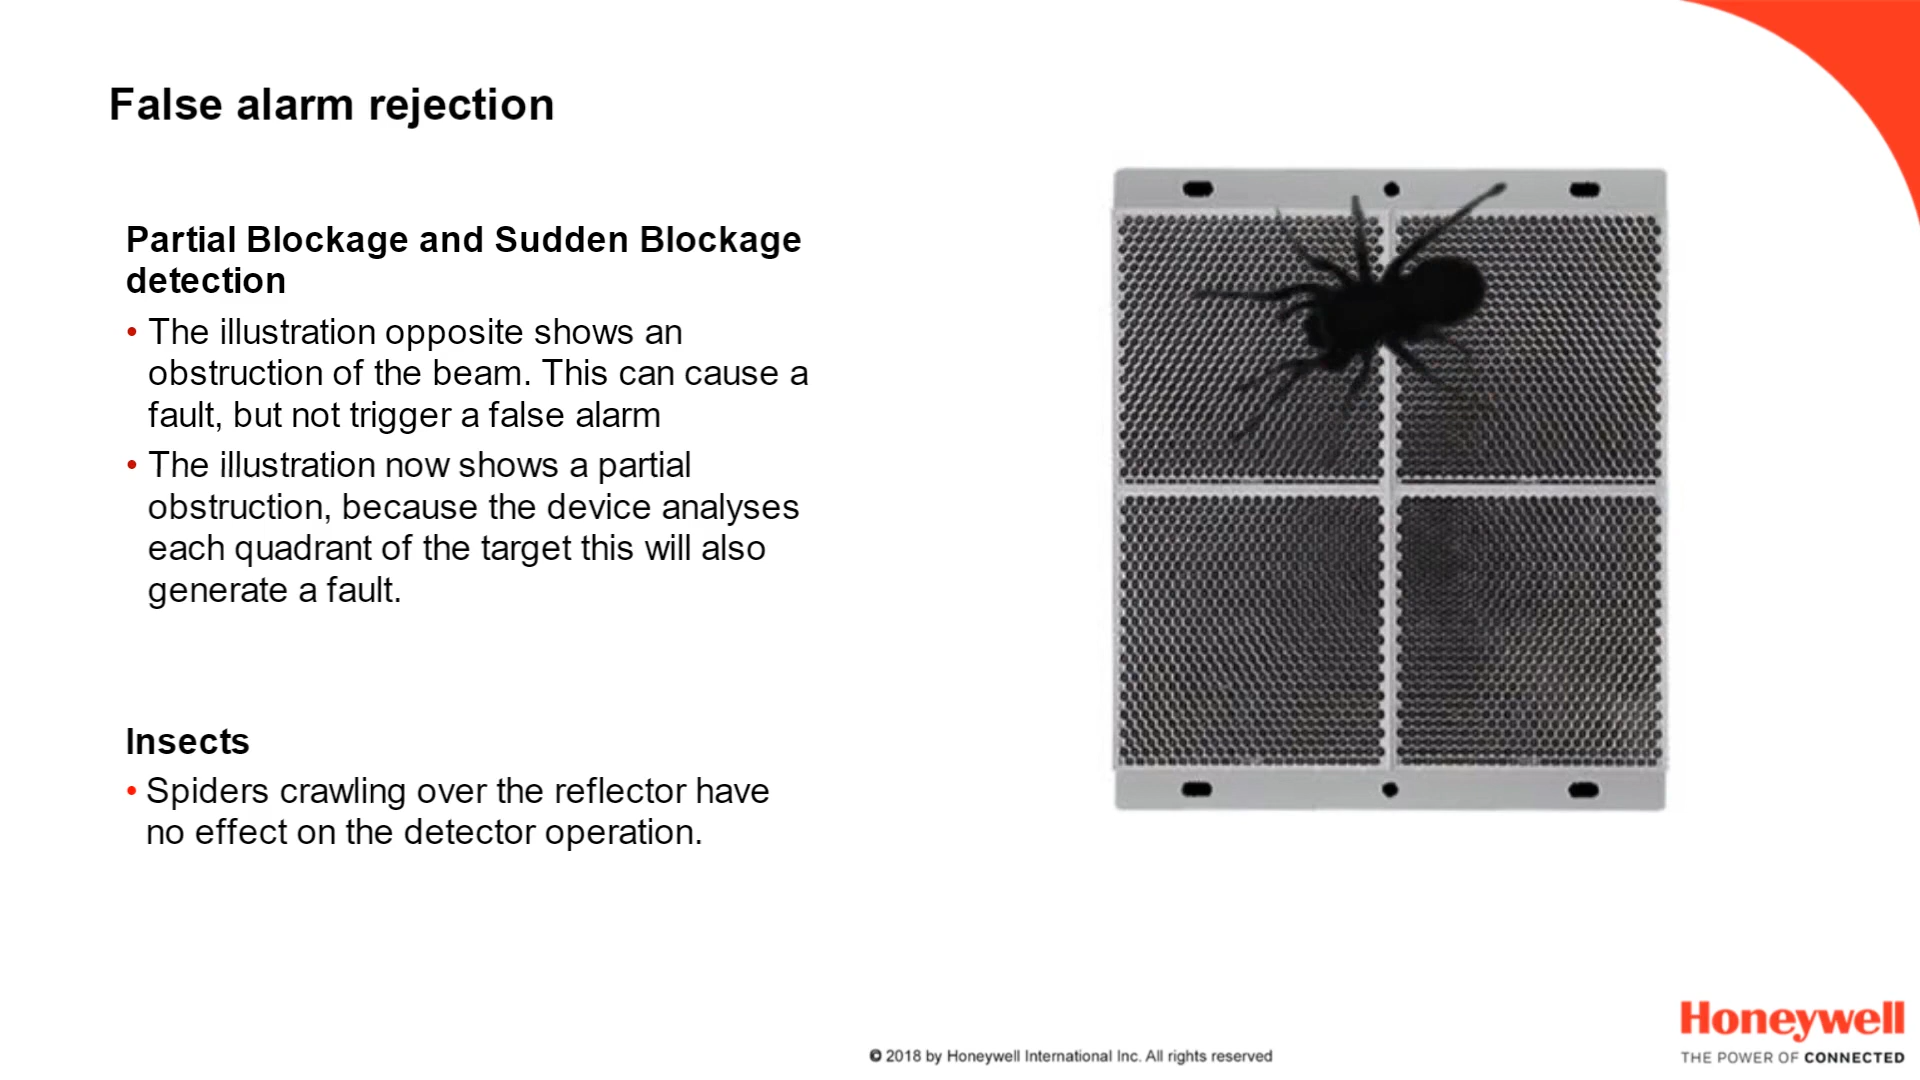 False alarm rejection
Partial Blockage and Sudden Blockage
detection
• The illustration opposite shows an
obstruction of the beam. This can cause a
fault, but not trigger a false alarm
• The illustration now shows a partial
obstruction, because the device analyses
each quadrant of the target this will also
generate a fault.
Insects
• Spiders crawling over the reflector have
no effect on the detector operation.
Honeywell
THE POWER OF CONNECTED
© 2018 by Honeywell International Inc. All rights reserved